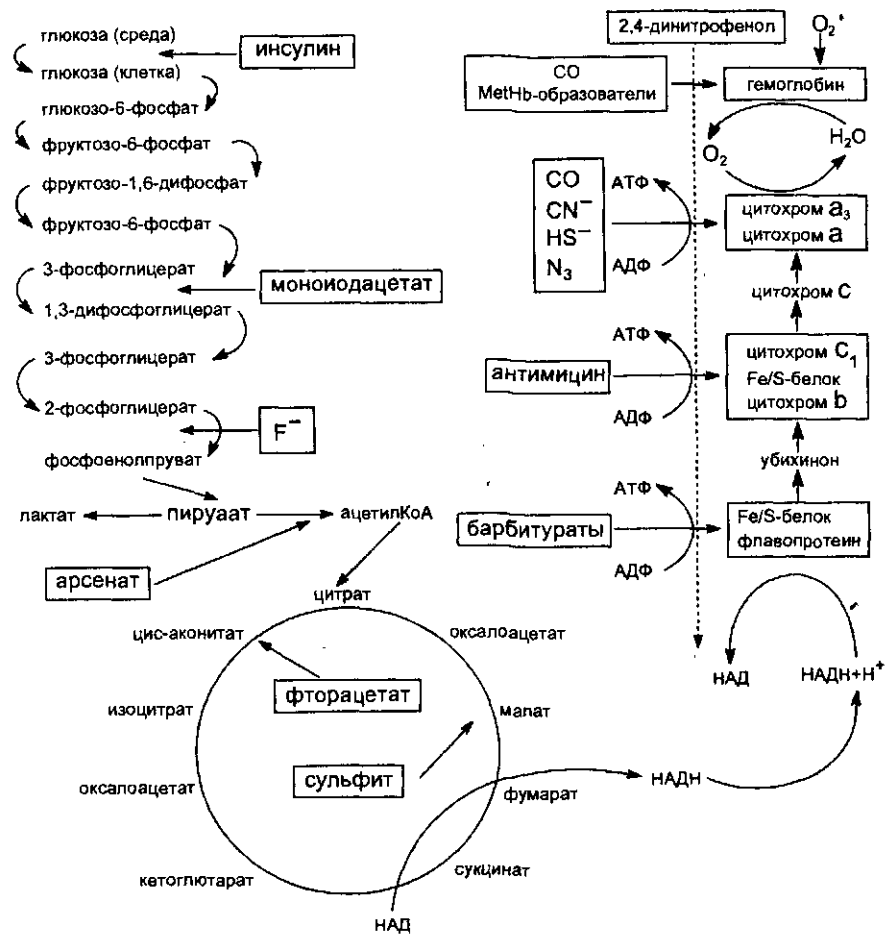 глюкоза (среда)
инсулин
глюкоза (клетка)
глюкозо-6-фосфат
фруктозо-6-фосфат
фруктозо-1,6-дифосфат
фруктозо-6-фосфат
3-фосфоглицерат
моноиодацетат
1,3-дифосфоглицерат
3-фосфоглицерат
2-фосфоглицерат
F⁻
фосфоенолпруват
лактат
пируаат
ацетилКоА
арсенат
цитрат
цис-аконитат
оксалоацетат
фторацетат
изоцитрат
малат
сульфит
оксалоацетат
фумарат
кетоглютарат
сукцинат
НАД
НАДН
2,4-динитрофенол
O₂
CO
MetHb-образователи
гемоглобин
O₂
H₂O
CO
CN⁻
HS⁻
N₃
АТФ
АДФ
цитохром a₃
цитохром a
цитохром C
АТФ
антимицин
АДФ
цитохром C₁
Fe/S-белок
цитохром b
убихинон
АТФ
барбитураты
АДФ
Fe/S-белок
флавопротеин
НАД
НАДН+Н⁺